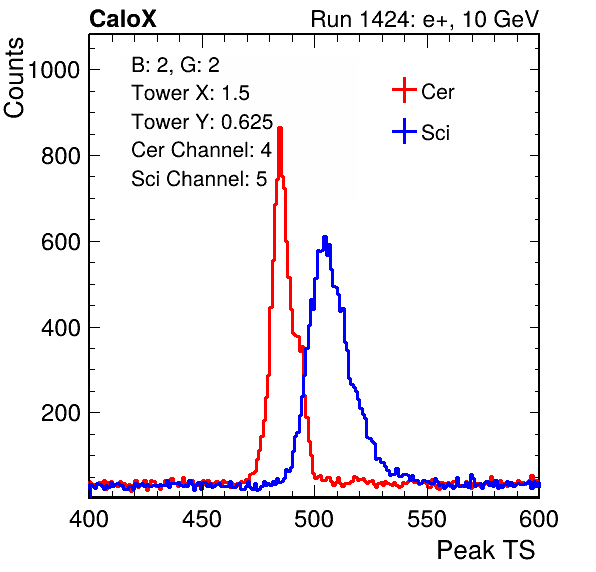 CaloX Run 1424: e+, 10 GeV
Counts
B: 2, G: 2
Tower X: 1.5
Tower Y: 0.625
Cer Channel: 4
Sci Channel: 5
Cer
Sci
1000
800
600
400
200
400 450 500 550 600
Peak TS